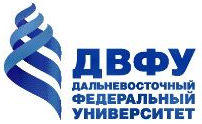 ДВФУ
ДАЛЬНЕВОСТОЧНЫЙ
ФЕДЕРАЛЬНЫЙ
УНИВЕРСИТЕТ